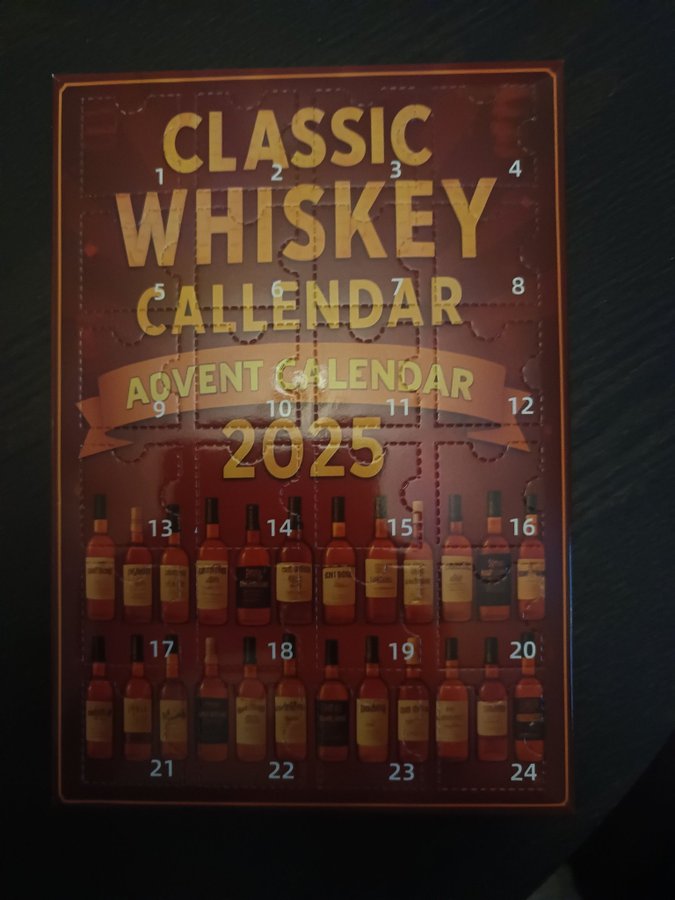 CLASSIC
1 2 3 4
WHISKEY
5 6 7 8
CALLENDAR
AOVENT CALENDAR
9 10 11 12
2025
13 14 15 16
17 18 19 20
21 22 23 24